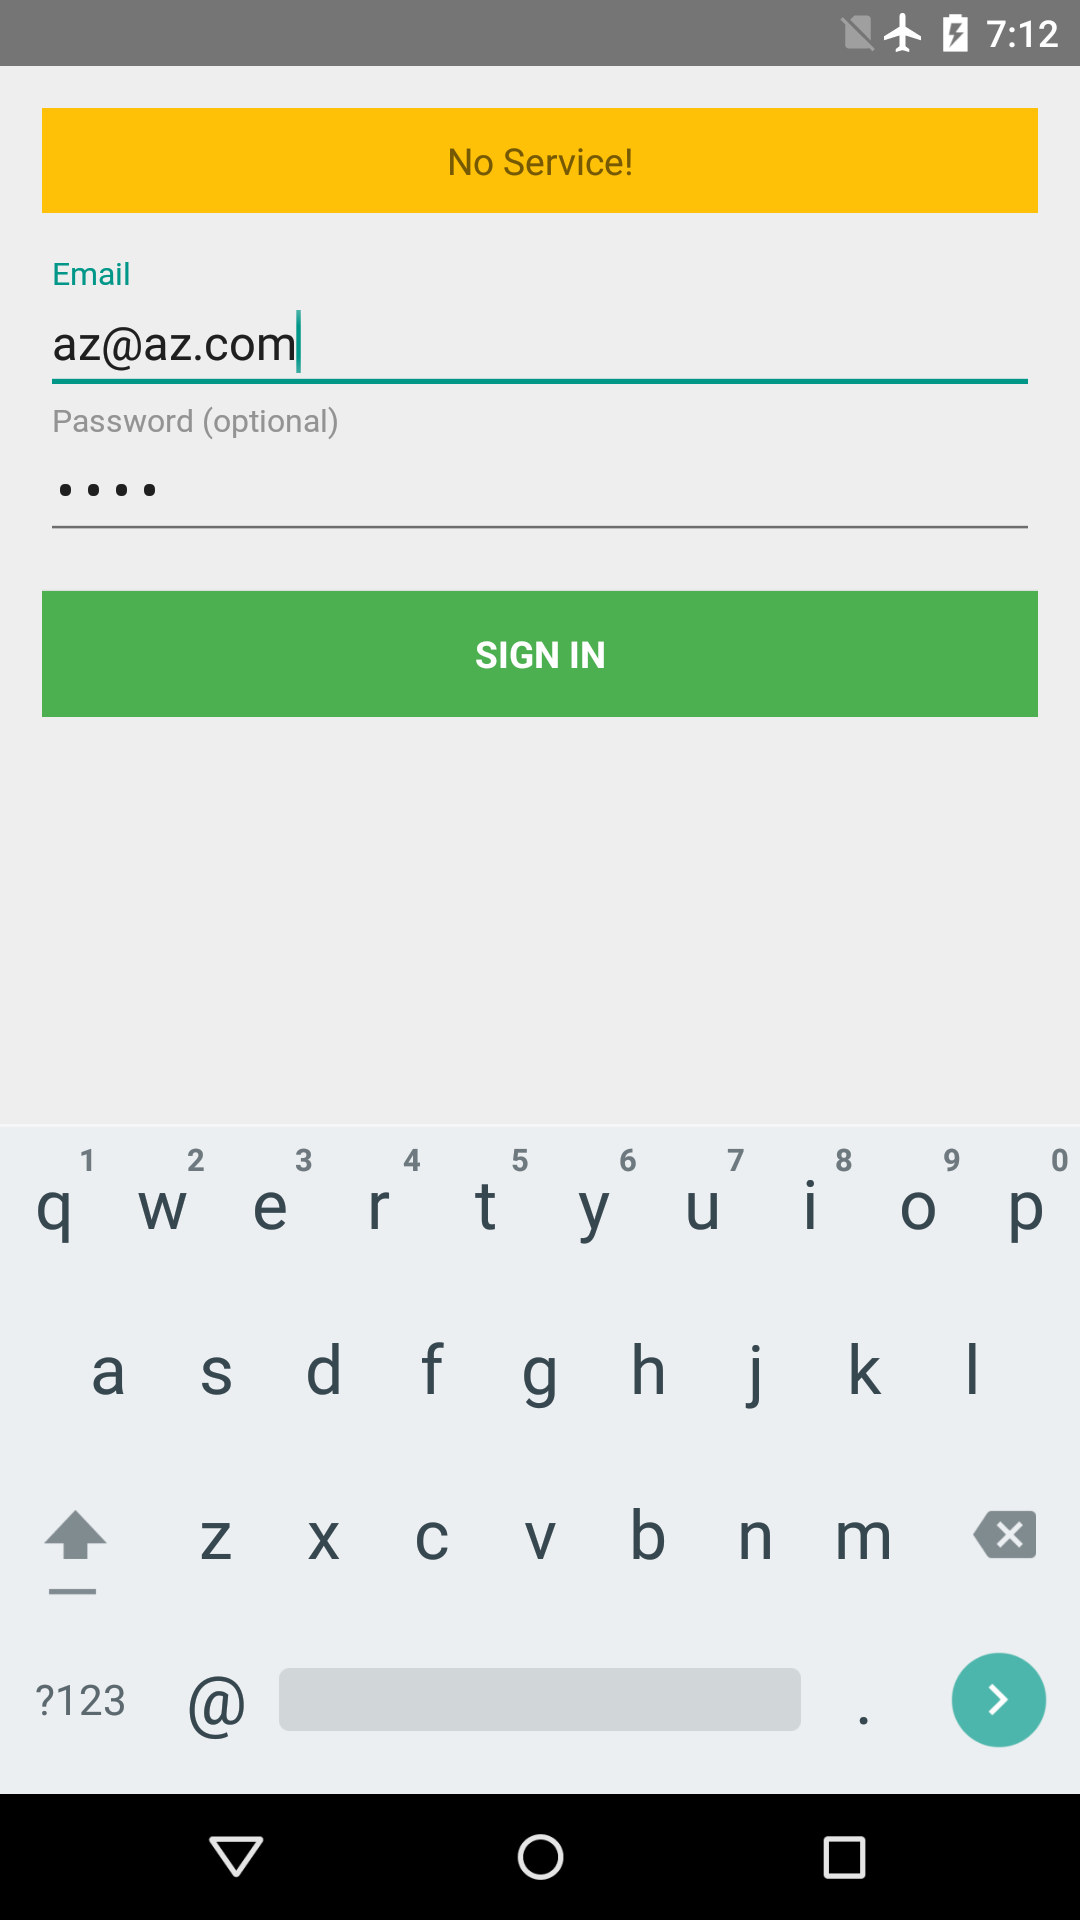 7:12
No Service!
Email
az@az.com
Password (optional)
••••
SIGN IN
1 2 3 4 5 6 7 8 9 0
q w e r t y u i o p
a s d f g h j k l
z x c v b n m
?123 @ .